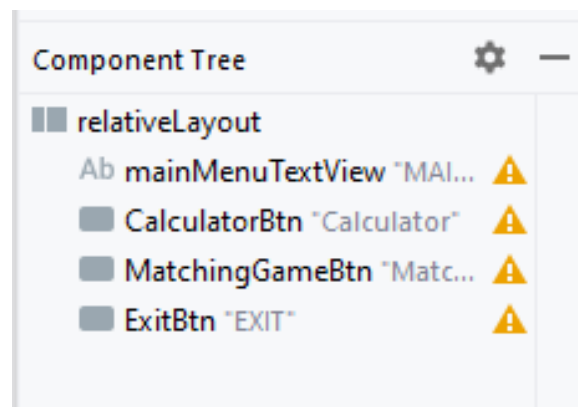 Component Tree
relativeLayout
Ab mainMenuTextView "MAI...
CalculatorBtn "Calculator"
MatchingGameBtn "Matc...
ExitBtn "EXIT"